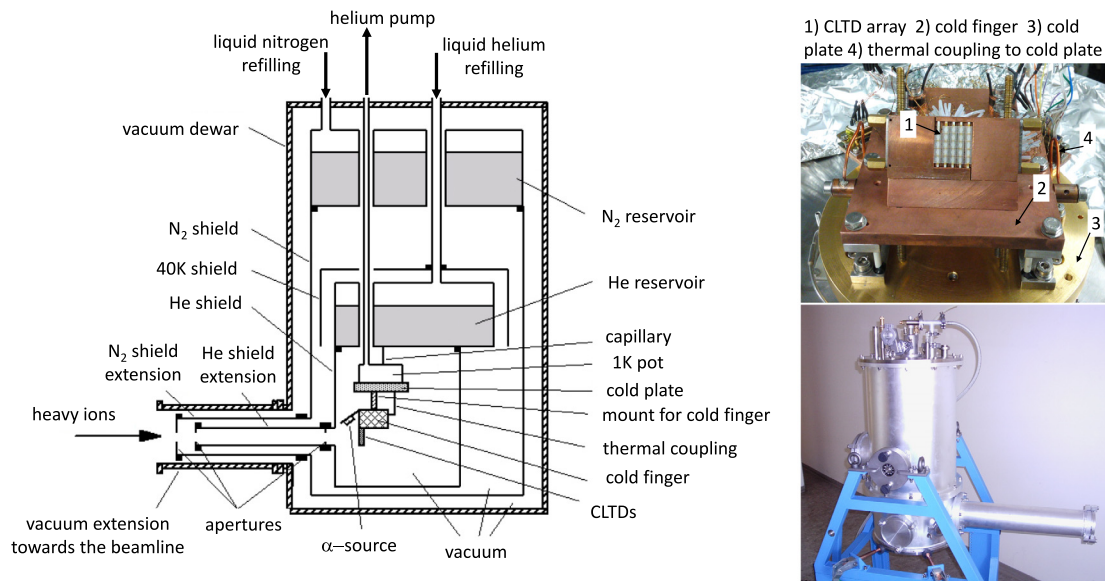 helium pump
liquid nitrogen
refilling
liquid helium
refilling
vacuum dewar
N₂ reservoir
N₂ shield
40K shield
He shield
He reservoir
capillary
1K pot
cold plate
mount for cold finger
thermal coupling
cold finger
CLTDs
N₂ shield
extension
He shield
extension
heavy ions
vacuum extension
towards the beamline
apertures
α−source
vacuum
1) CLTD array 2) cold finger 3) cold
plate 4) thermal coupling to cold plate
1
4
2
3